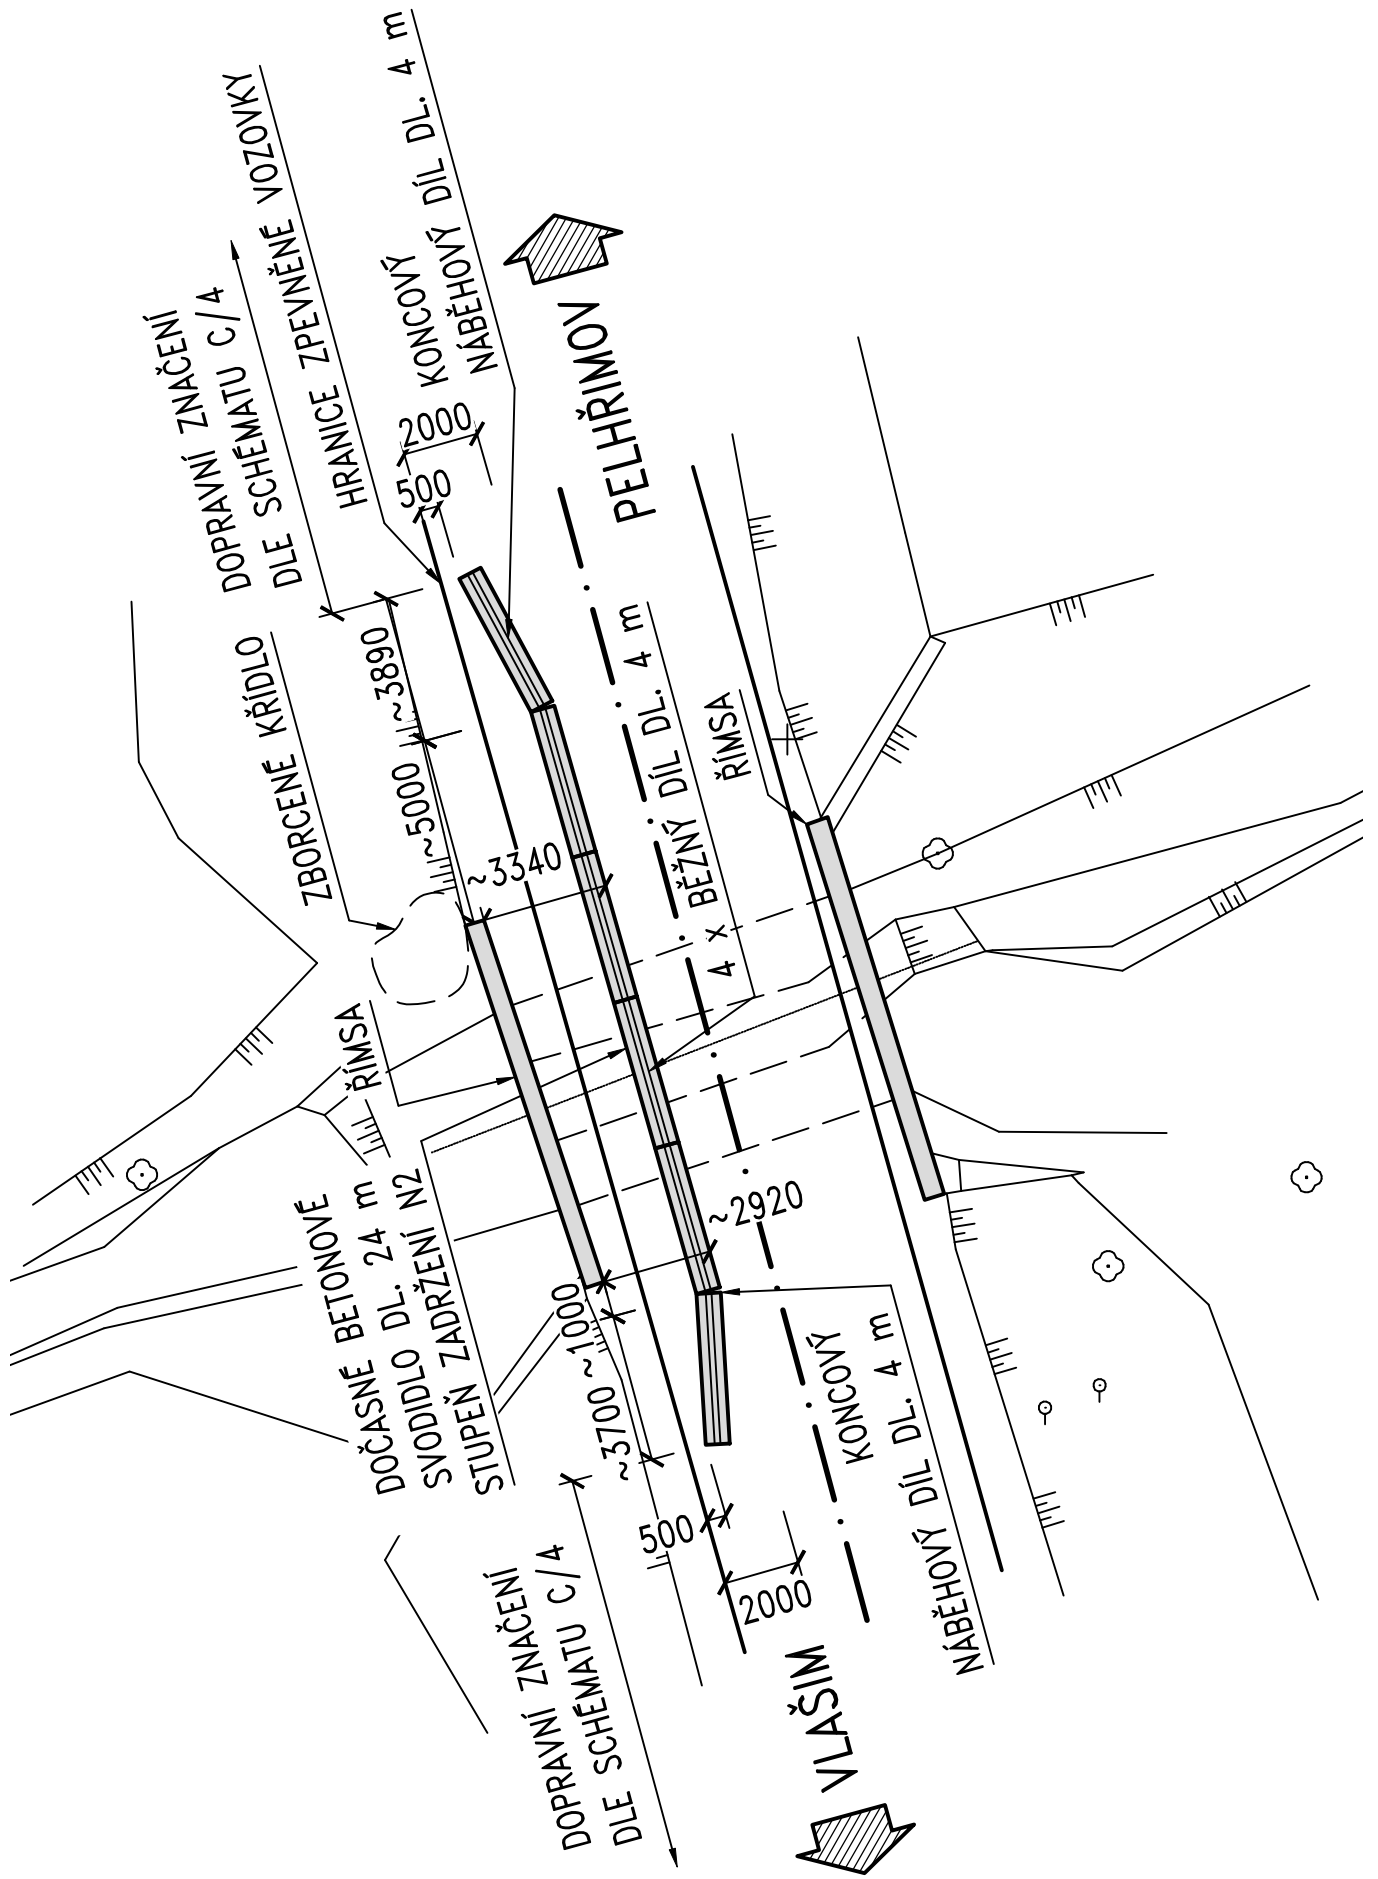 DOPRAVNÍ ZNAČENÍ
DLE SCHÉMATU C/4
HRANICE ZPEVNĚNÉ VOZOVKY
KONCOVÝ
NÁBĚHOVÝ DÍL DL. 4 m
2000
500
PELHŘIMOV
ZBORCENÉ KŘÍDLO
~3890
~5000
~3340
4 x BĚŽNÝ DÍL DL. 4 m
ŘÍMSA
ŘÍMSA
DOČASNÉ BETONOVÉ
SVODIDLO DL. 24 m
STUPEŇ ZADRŽENÍ N2
~2920
~1000
~3700
500
2000
KONCOVÝ
NÁBĚHOVÝ DÍL DL. 4 m
DOPRAVNÍ ZNAČENÍ
DLE SCHÉMATU C/4
VLAŠIM